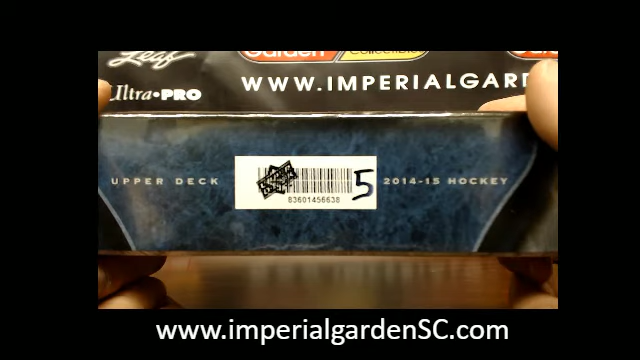 Leaf
Garden
Collectibles
Ultra•PRO
WWW.IMPERIALGARD
UPPER DECK
5
2014-15 HOCKEY
83601456638
www.imperialgardenSC.com